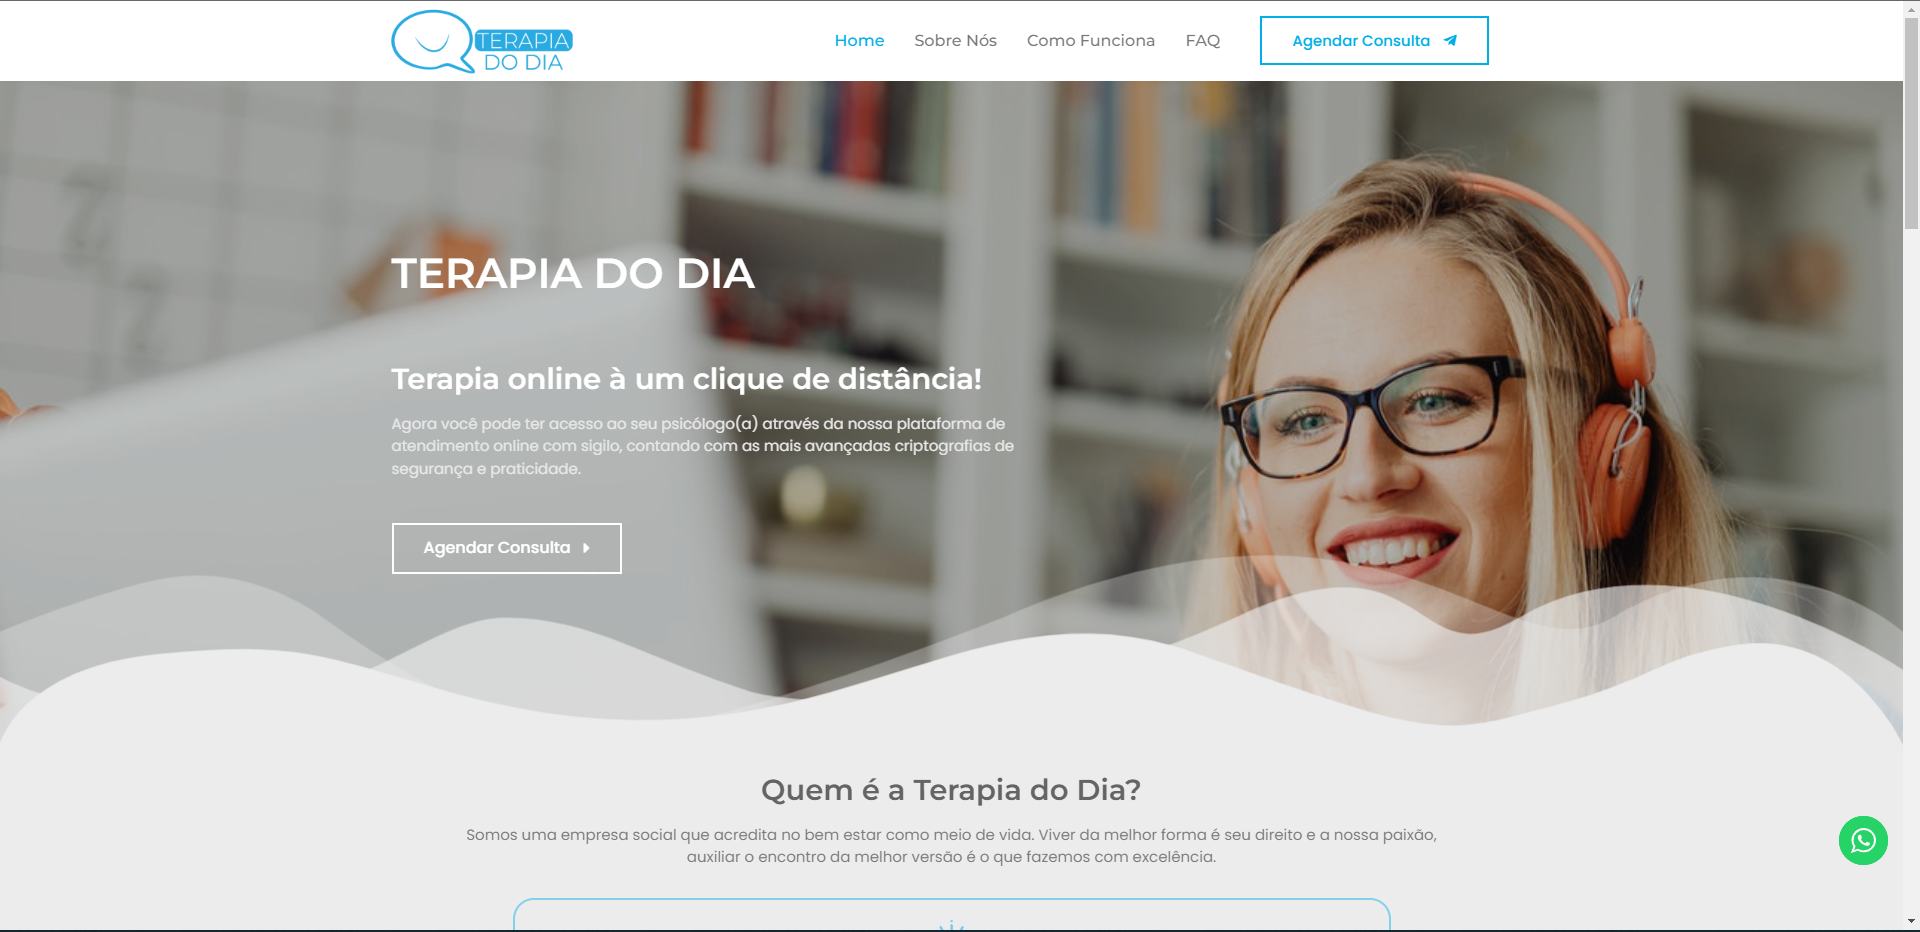 TERAPIA
DO DIA
Home
Sobre Nós
Como Funciona
FAQ
Agendar Consulta
TERAPIA DO DIA
Terapia online à um clique de distância!
Agora você pode ter acesso ao seu psicólogo(a) através da nossa plataforma de
atendimento online com sigilo, contando com as mais avançadas criptografias de
segurança e praticidade.
Agendar Consulta
Quem é a Terapia do Dia?
Somos uma empresa social que acredita no bem estar como meio de vida. Viver da melhor forma é seu direito e a nossa paixão,
auxiliar o encontro da melhor versão é o que fazemos com excelência.